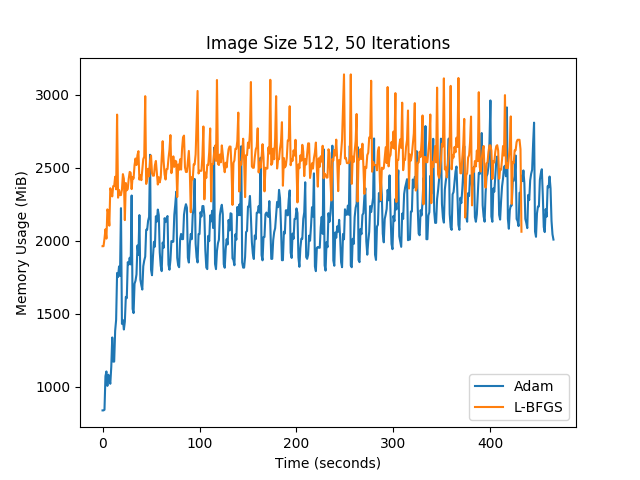 Image Size 512, 50 Iterations
Memory Usage (MiB)
3000
2500
2000
1500
1000
0
100
200
300
400
Time (seconds)
Adam
L-BFGS